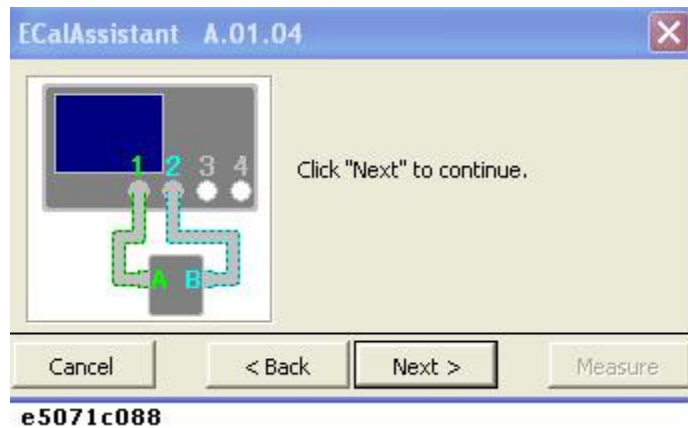 ECalAssistant A.01.04
1 2 3 4
Click "Next" to continue.
A B
Cancel < Back Next > Measure
e5071c088